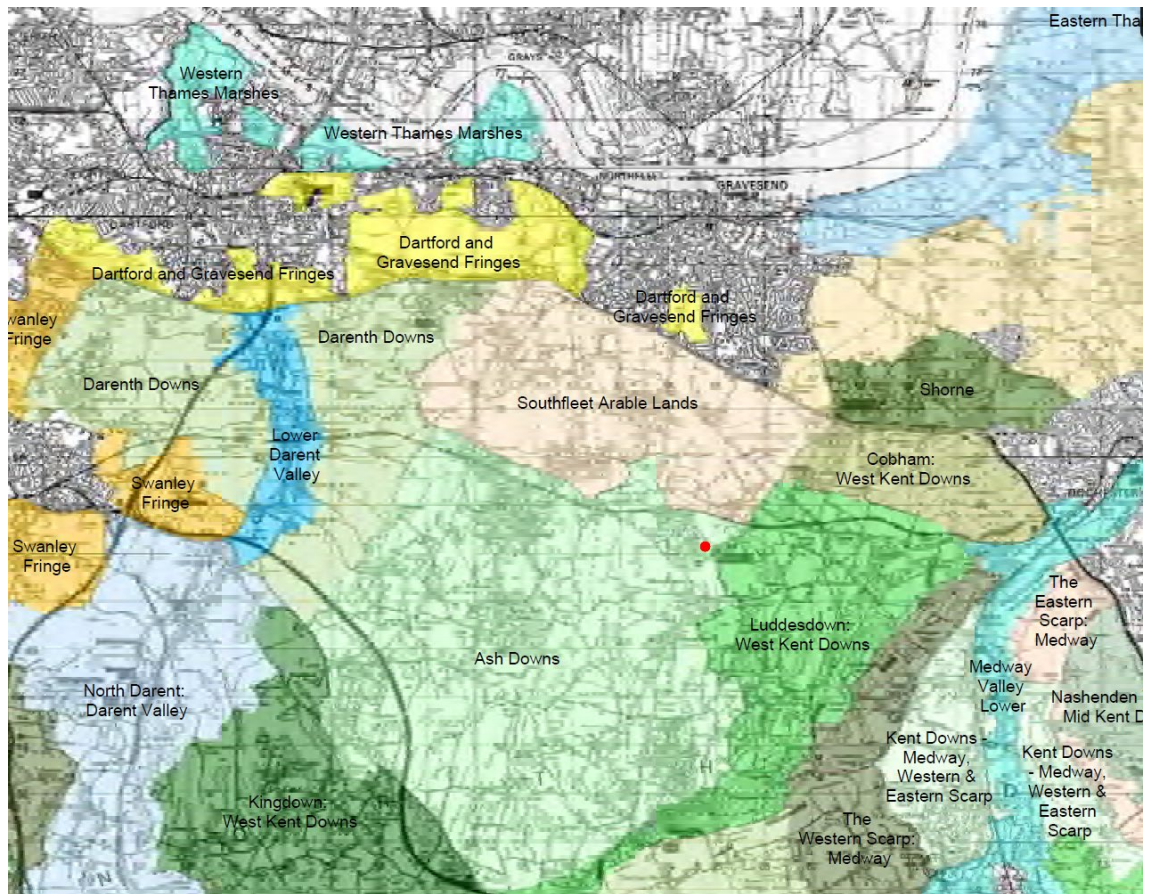 Eastern Tha
Western
Thames Marshes
GRAYS
Western Thames Marshes
NORTHFLEET
GRAVESEND
DARTFORD
Dartford and
Gravesend Fringes
Dartford and Gravesend Fringes
Dartford and
Gravesend Fringes
wanley
Fringe
Darenth Downs
Darenth Downs
Shorne
Southfleet Arable Lands
Lower
Darent
Valley
Cobham:
West Kent Downs
Swanley
Fringe
Swanley
Fringe
The
Eastern
Scarp:
Medway
Luddesdown:
West Kent Downs
Ash Downs
Medway
Valley
Lower
North Darent:
Darent Valley
Nashenden
Mid Kent D
Kent Downs -
Medway,
Western &
Eastern Scarp
Kent Downs
- Medway,
Western &
Eastern
Scarp
Kingdown:
West Kent Downs
The
Western Scarp:
Medway